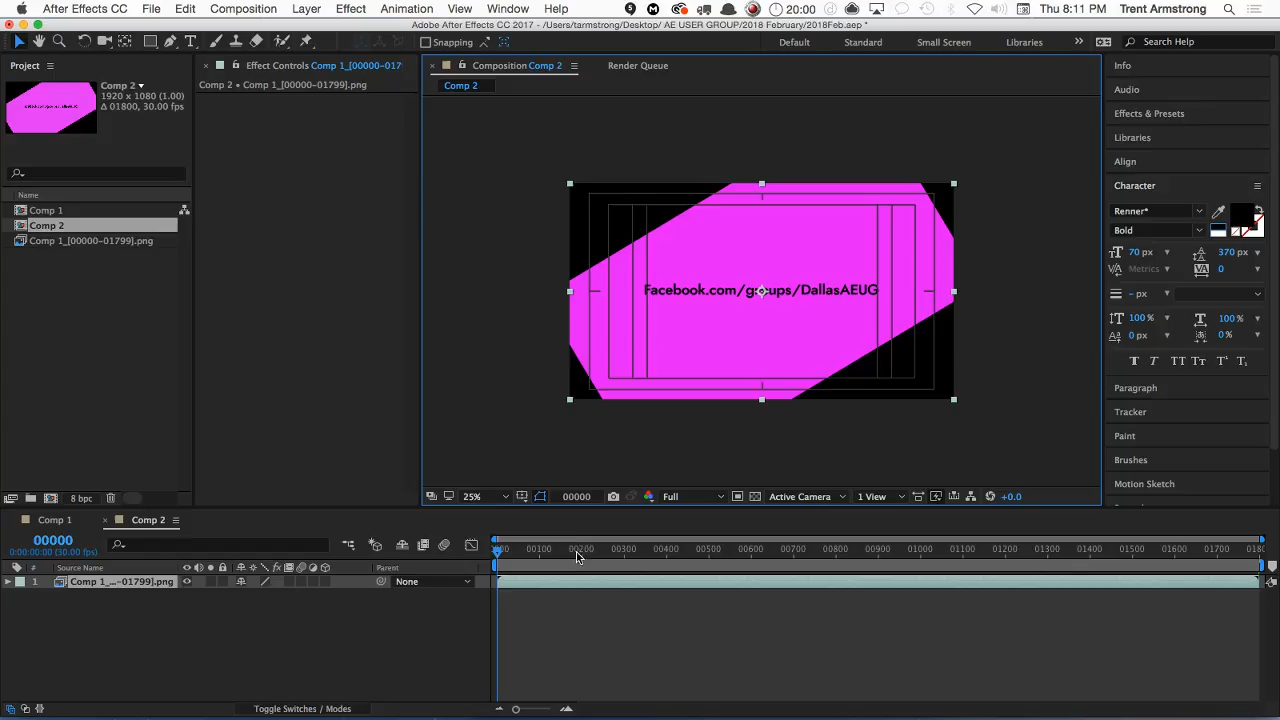 After Effects CC File Edit Composition Layer Effect Animation View Window Help 20:00 Thu 8:11 PM Trent Armstrong
Adobe After Effects CC 2017 - /Users/tarmstrong/Desktop/ AE USER GROUP/2018 February/2018Feb.aep *
Snapping Default Standard Small Screen Libraries Search Help
Project Effect Controls Comp 1_[00000-017 Composition Comp 2 Render Queue Info
Comp 2 1920 x 1080 (1.00) Δ 01800, 30.00 fps
Comp 2 • Comp 1_[00000-01799].png
Comp 2
Audio
Effects & Presets
Libraries
Align
Character
Name
Comp 1
Comp 2
Comp 1_[00000-01799].png
Facebook.com/groups/DallasAEUG
Renner*
Bold
70 px 370 px
Metrics 0
- px
100 % 100 %
0 px 0 %
T T TT Tt T¹ T₁
Paragraph
Tracker
Paint
Brushes
Motion Sketch
8 bpc 25% 00000 Full Active Camera 1 View +0.0
Comp 1 Comp 2
00000
0:00:00:00 (30.00 fps)
:00 00100 00200 00300 00400 00500 00600 00700 00800 00900 01000 01100 01200 01300 01400 01500 01600 01700 0180
# Source Name Parent
1 Comp 1_...-01799].png None
Toggle Switches / Modes